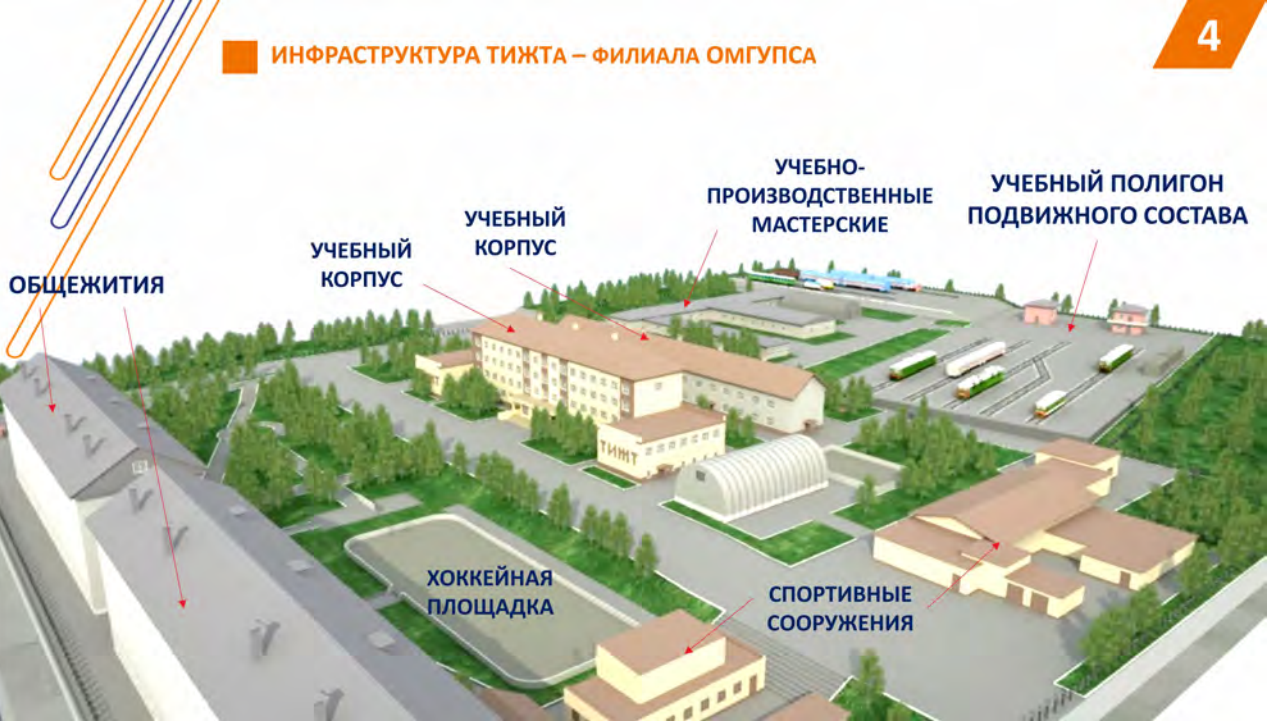 4
ИНФРАСТРУКТУРА ТИЖТА – ФИЛИАЛА ОМГУПСА
УЧЕБНО-
ПРОИЗВОДСТВЕННЫЕ
МАСТЕРСКИЕ
УЧЕБНЫЙ ПОЛИГОН
ПОДВИЖНОГО СОСТАВА
УЧЕБНЫЙ
КОРПУС
УЧЕБНЫЙ
КОРПУС
ОБЩЕЖИТИЯ
ТИЖТ
ХОККЕЙНАЯ
ПЛОЩАДКА
СПОРТИВНЫЕ
СООРУЖЕНИЯ